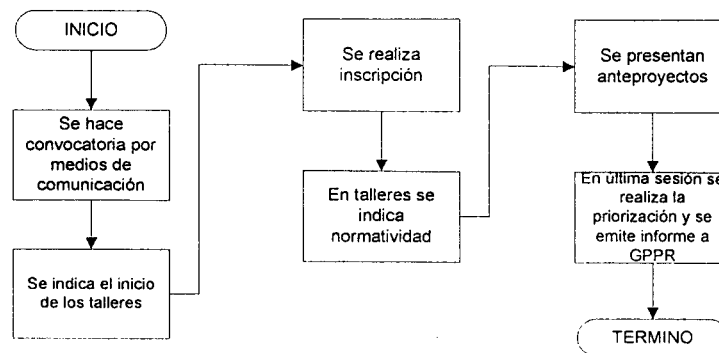 INICIO
Se hace
convocatoria por
medios de
comunicación
Se indica el inicio
de los talleres
Se realiza
inscripción
En talleres se
indica
normatividad
Se presentan
anteproyectos
En última sesión se
realiza la
priorización y se
emite informe a
GPPR
TERMINO